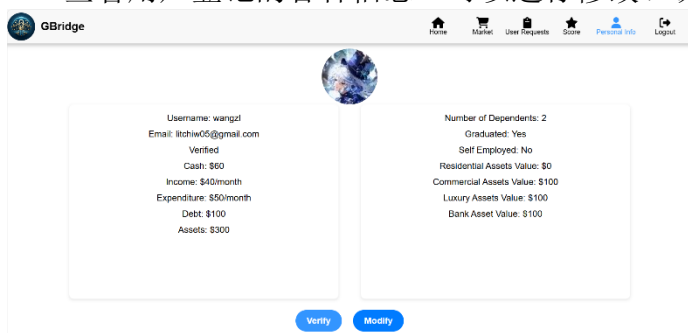 GBridge
Home Market User Requests Score Personal Info Logout
Username: wangzl
Email: litchiw05@gmail.com
Verified
Cash: $60
Income: $40/month
Expenditure: $50/month
Debt: $100
Assets: $300
Number of Dependents: 2
Graduated: Yes
Self Employed: No
Residential Assets Value: $0
Commercial Assets Value: $100
Luxury Assets Value: $100
Bank Asset Value: $100
Verify Modify